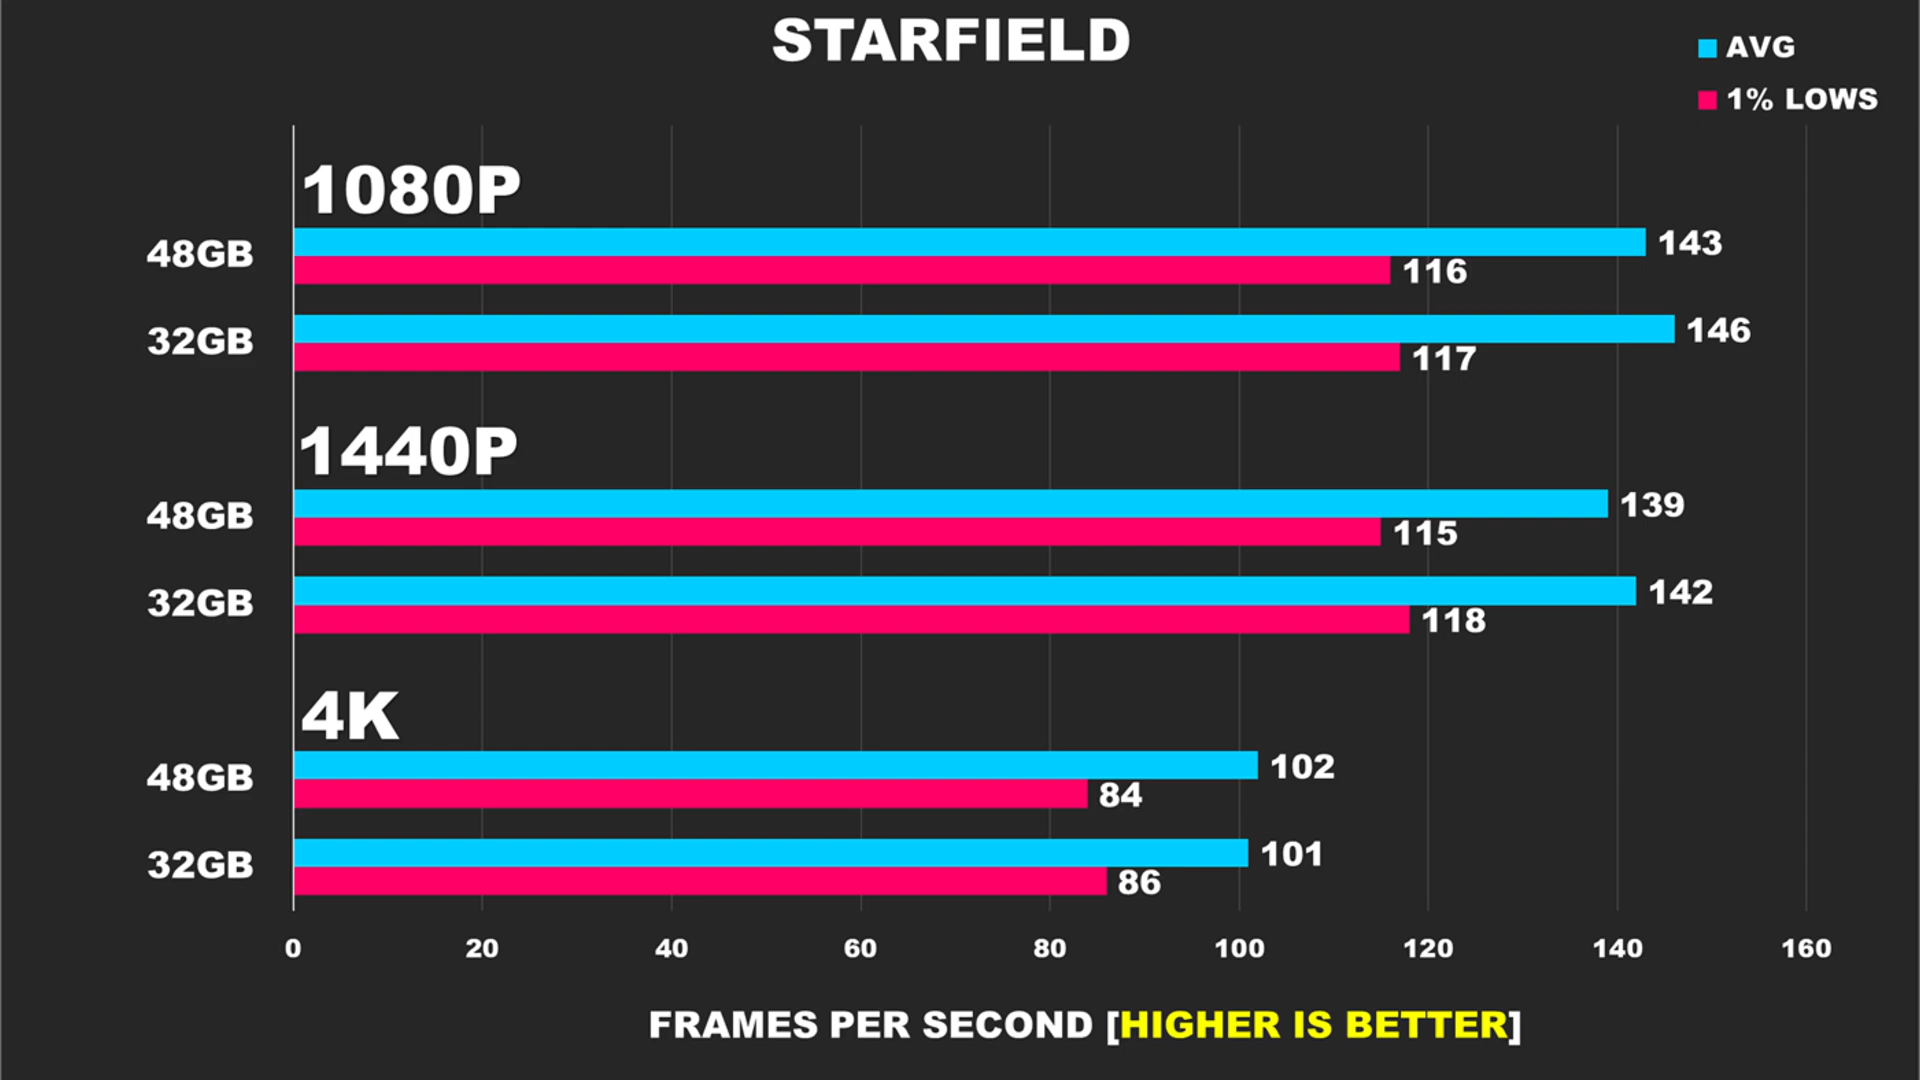 STARFIELD
AVG
1% LOWS
1080P
48GB
143
116
32GB
146
117
1440P
48GB
139
115
32GB
142
118
4K
48GB
102
84
32GB
101
86
0 20 40 60 80 100 120 140 160
FRAMES PER SECOND [HIGHER IS BETTER]